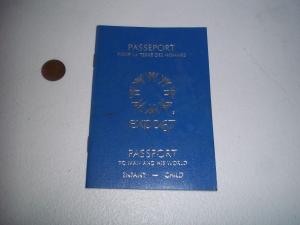 PASSEPORT
POUR LA TERRE DES HOMMES
expo67
PASSPORT
TO MAN AND HIS WORLD
ENFANT — CHILD